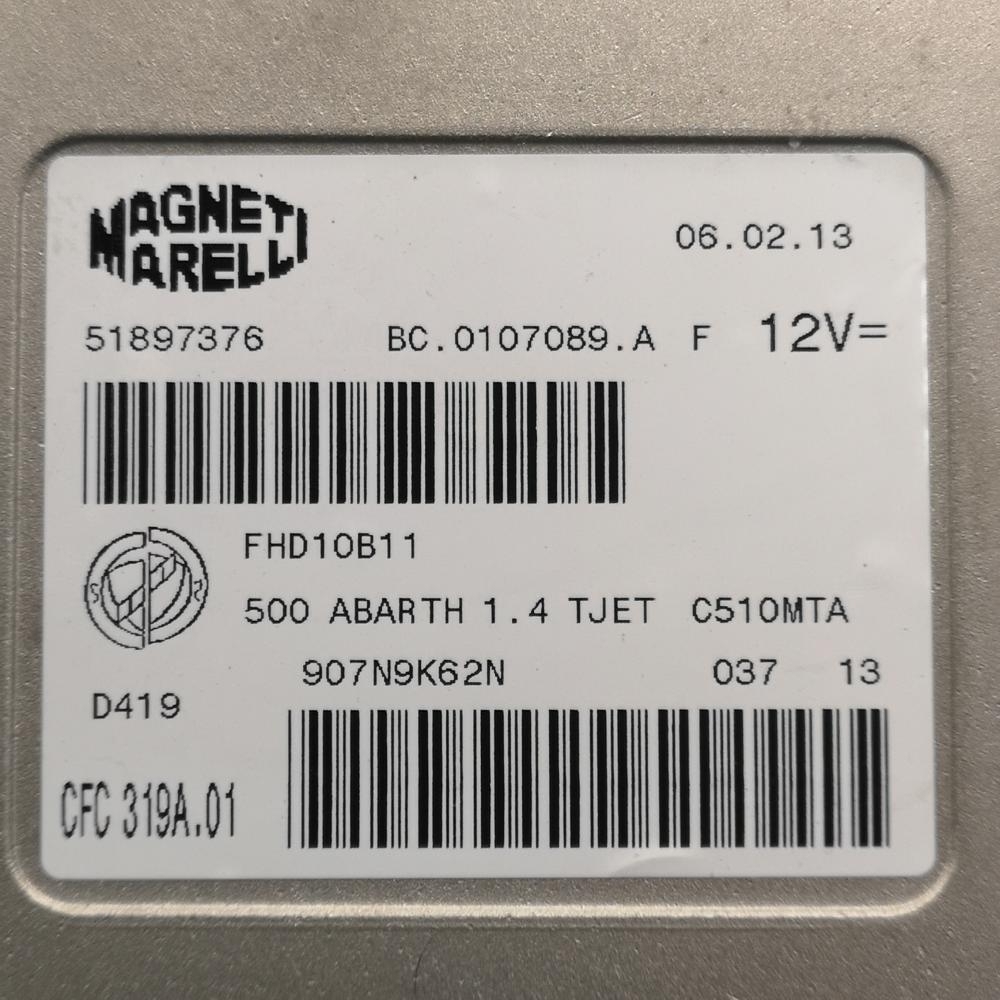 MAGNETI
MARELLI
06.02.13
51897376 BC.0107089.A F 12V=
FHD10B11
500 ABARTH 1.4 TJET C510MTA
907N9K62N 037 13
D419
CFC 319A.01